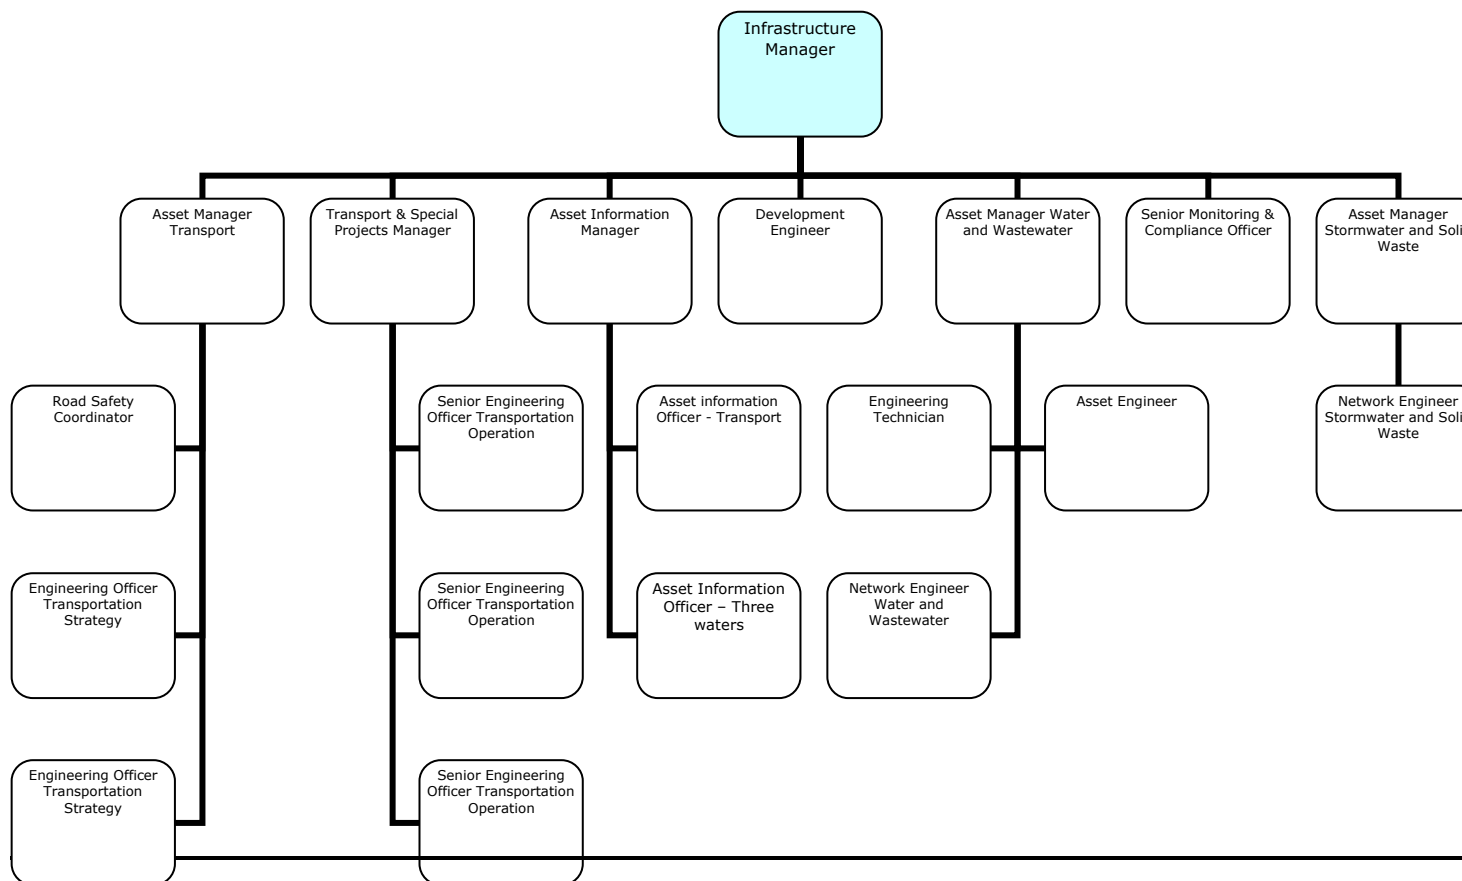 Infrastructure
Manager
Asset Manager
Transport
Transport & Special
Projects Manager
Asset Information
Manager
Development
Engineer
Asset Manager Water
and Wastewater
Senior Monitoring &
Compliance Officer
Asset Manager
Stormwater and Soli
Waste
Road Safety
Coordinator
Senior Engineering
Officer Transportation
Operation
Asset information
Officer - Transport
Engineering
Technician
Asset Engineer
Network Engineer
Stormwater and Soli
Waste
Engineering Officer
Transportation
Strategy
Senior Engineering
Officer Transportation
Operation
Asset Information
Officer – Three
waters
Network Engineer
Water and
Wastewater
Engineering Officer
Transportation
Strategy
Senior Engineering
Officer Transportation
Operation